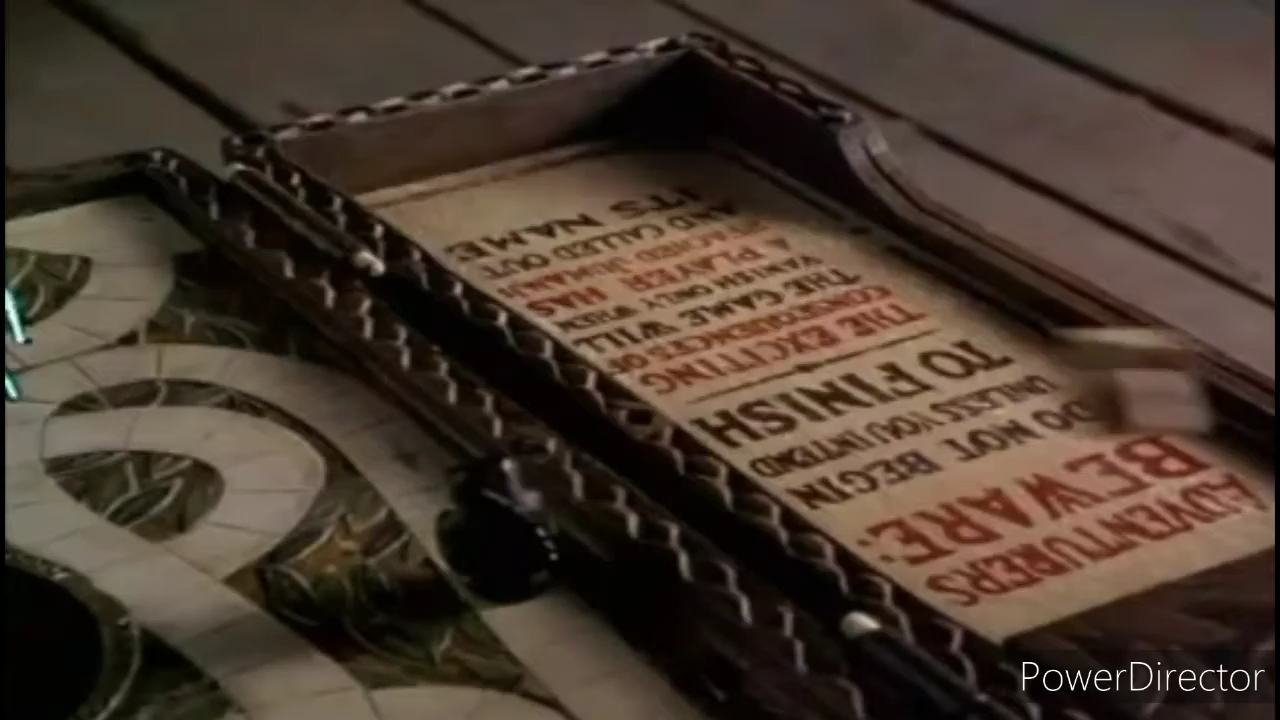 ADVENTURERS
BEWARE:
DO NOT BEGIN
UNLESS YOU INTEND
TO FINISH
THE EXCITING
CONSEQUENCES OF
THE GAME WILL
VANISH ONLY WHEN
A PLAYER HAS
REACHED JUMANJI
AND CALLED OUT
ITS NAME
PowerDirector